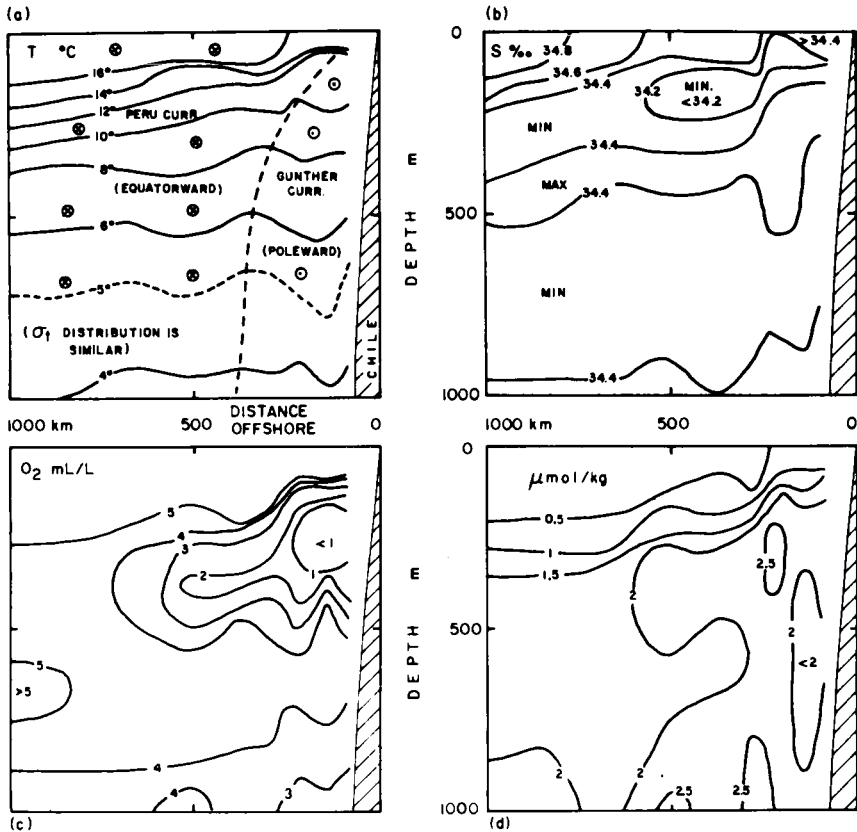 (a)
T °C
16°
14°
12°
PERU CURR.
10°
8°
(EQUATORWARD)
GUNTHER
CURR.
6°
(POLEWARD)
5°
(σt DISTRIBUTION IS
SIMILAR)
4°
CHILE
1000 km
500
DISTANCE
OFFSHORE
0
(b)
S ‰
34.8
34.6
34.4
>34.4
34.2
MIN.
<34.2
MIN
34.4
MAX
34.4
MIN
34.4
0
500
1000
DEPTH m
1000 km
500
0
O2 mL/L
5
4
3
2
<1
1
5
>5
4
4
3
(c)
μmol/kg
0.5
1
1.5
2
2.5
2
<2
2
2
2.5
2.5
0
500
1000
DEPTH m
(d)